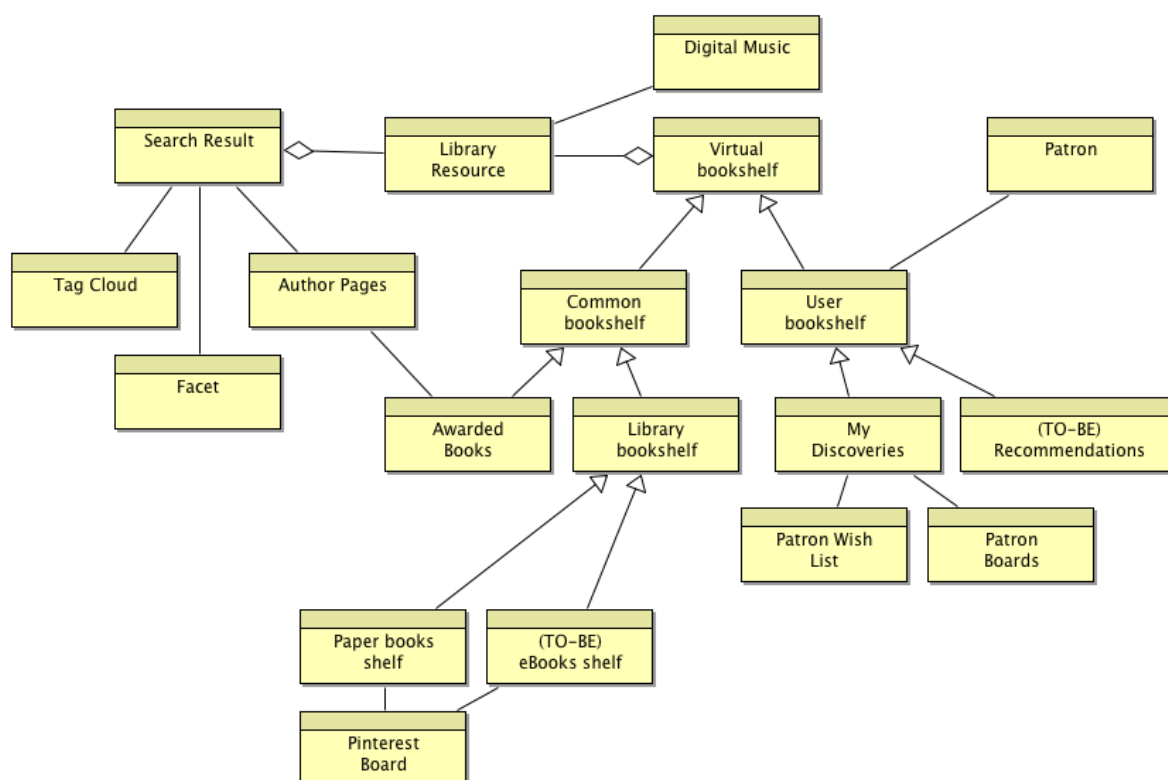 Digital Music
Search Result
Library
Resource
Virtual
bookshelf
Patron
Tag Cloud
Author Pages
Common
bookshelf
User
bookshelf
Facet
Awarded
Books
Library
bookshelf
My
Discoveries
(TO-BE)
Recommendations
Patron Wish
List
Patron
Boards
Paper books
shelf
(TO-BE)
eBooks shelf
Pinterest
Board